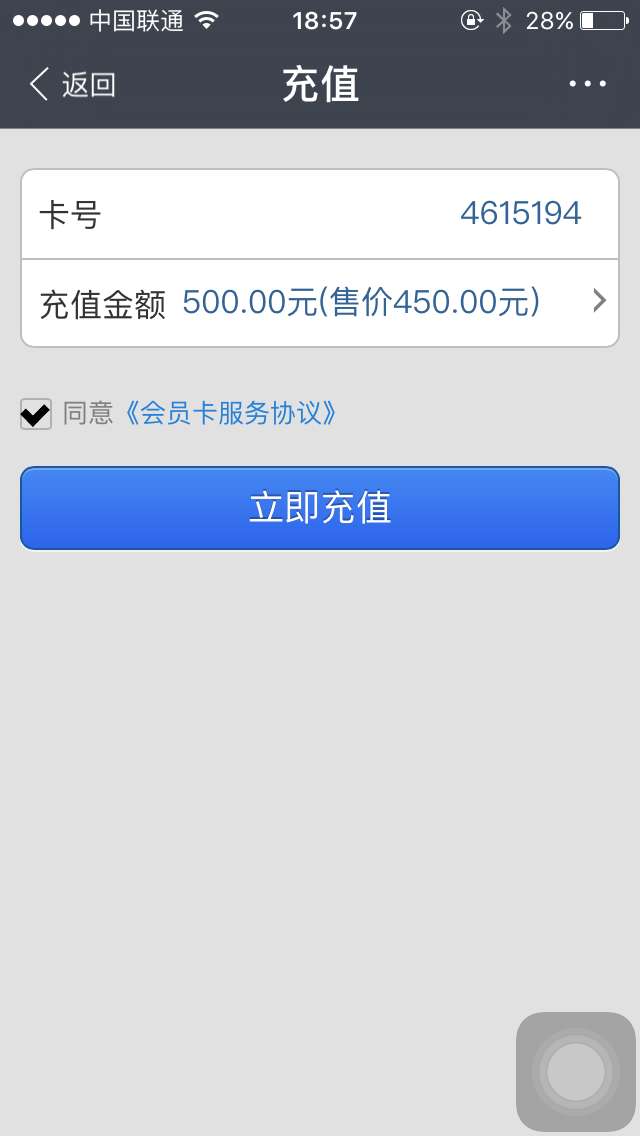 中国联通 18:57 28%
返回 充值
卡号 4615194
充值金额 500.00元(售价450.00元)
同意《会员卡服务协议》
立即充值